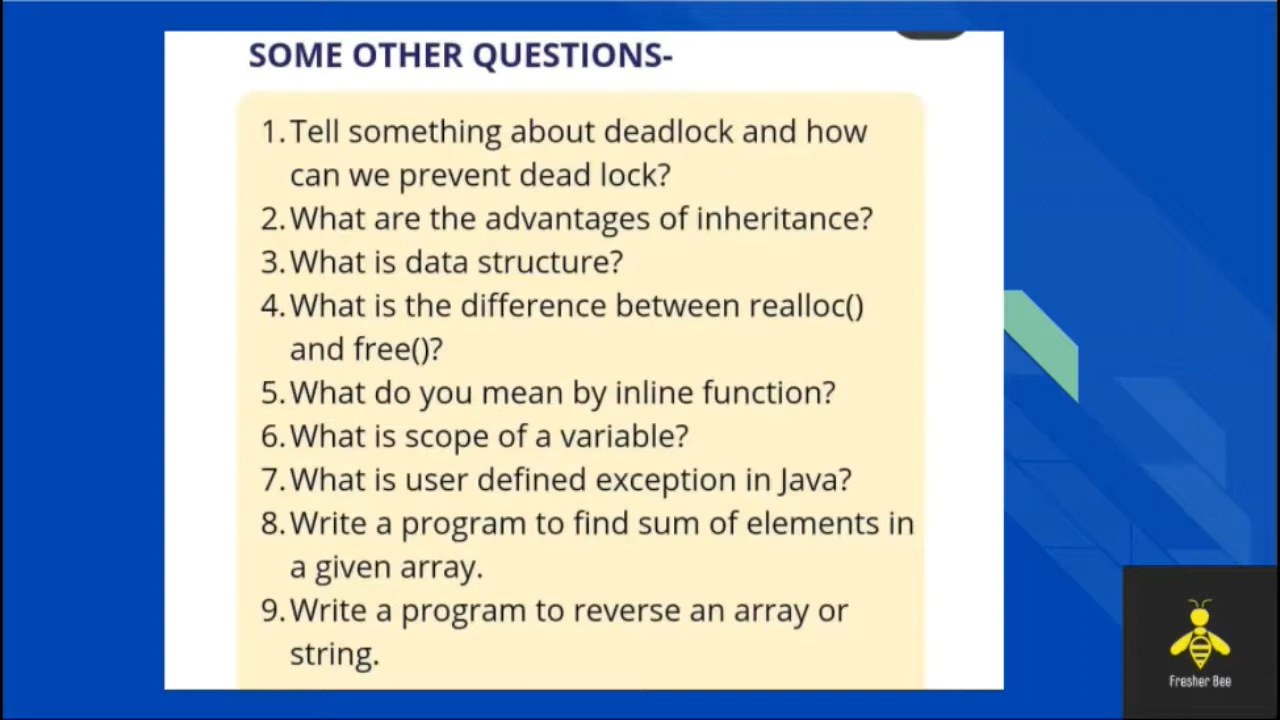 SOME OTHER QUESTIONS-
1. Tell something about deadlock and how
can we prevent dead lock?
2. What are the advantages of inheritance?
3. What is data structure?
4. What is the difference between realloc()
and free()?
5. What do you mean by inline function?
6. What is scope of a variable?
7. What is user defined exception in Java?
8. Write a program to find sum of elements in
a given array.
9. Write a program to reverse an array or
string.
Fresher Bee